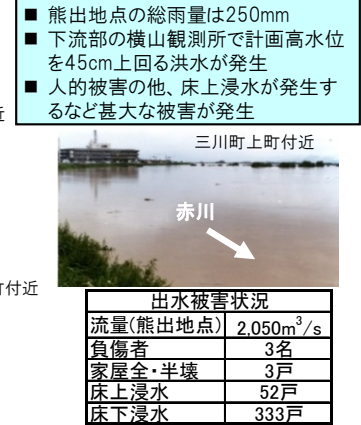 ■ 熊出地点の総雨量は250mm
■ 下流部の横山観測所で計画高水位
を45cm上回る洪水が発生
■ 人的被害の他、床上浸水が発生す
るなど甚大な被害が発生
三川町上町付近
赤川
町付近
出水被害状況
流量(熊出地点) 2,050m³/s
負傷者 3名
家屋全・半壊 3戸
床上浸水 52戸
床下浸水 333戸